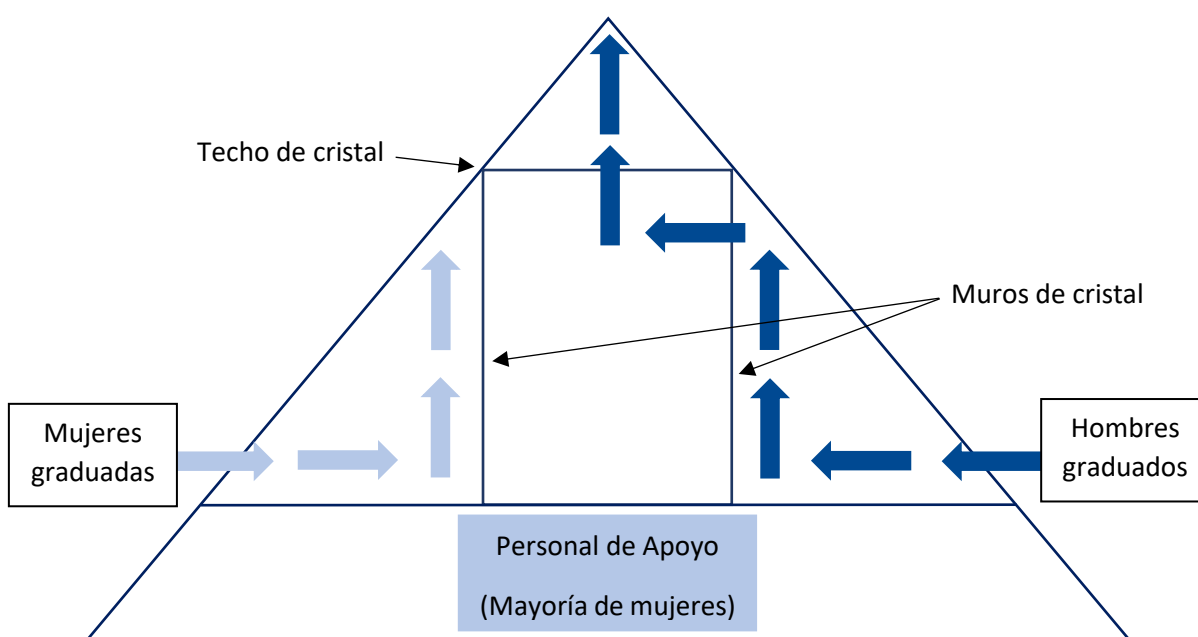 Techo de cristal
Muros de cristal
Mujeres
graduadas
Hombres
graduados
Personal de Apoyo
(Mayoría de mujeres)